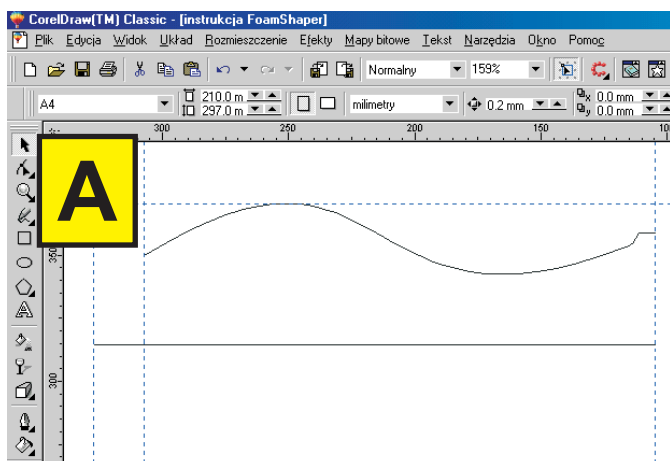 CorelDraw(TM) Classic - [instrukcja FoamShaper]
Plik Edycja Widok Układ Rozmieszczenie Efekty Mapy bitowe Tekst Narzędzia Okno Pomoc
Normalny 159%
A4 210.0 m 297.0 m milimetry 0.2 mm x 0.0 mm y 0.0 mm
300 250 200 150 100
A
350
300